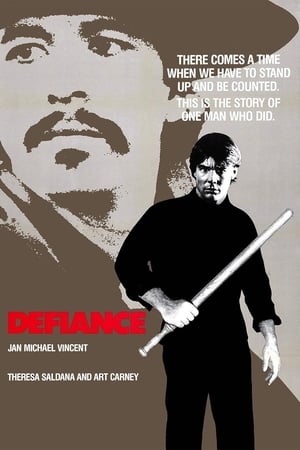 THERE COMES A TIME
WHEN WE HAVE TO STAND
UP AND BE COUNTED.
THIS IS THE STORY OF
ONE MAN WHO DID.
DEFIANCE
JAN MICHAEL VINCENT
THERESA SALDANA AND ART CARNEY